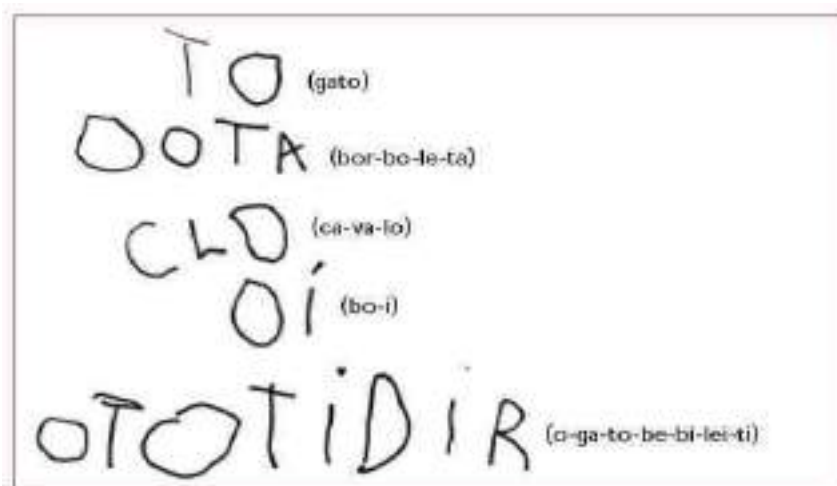 TO (gato)
OOTA (bor-bo-le-ta)
CLO (ca-va-lo)
OÍ (bo-i)
OTOTIDIR (o-ga-to-be-bi-lei-ti)